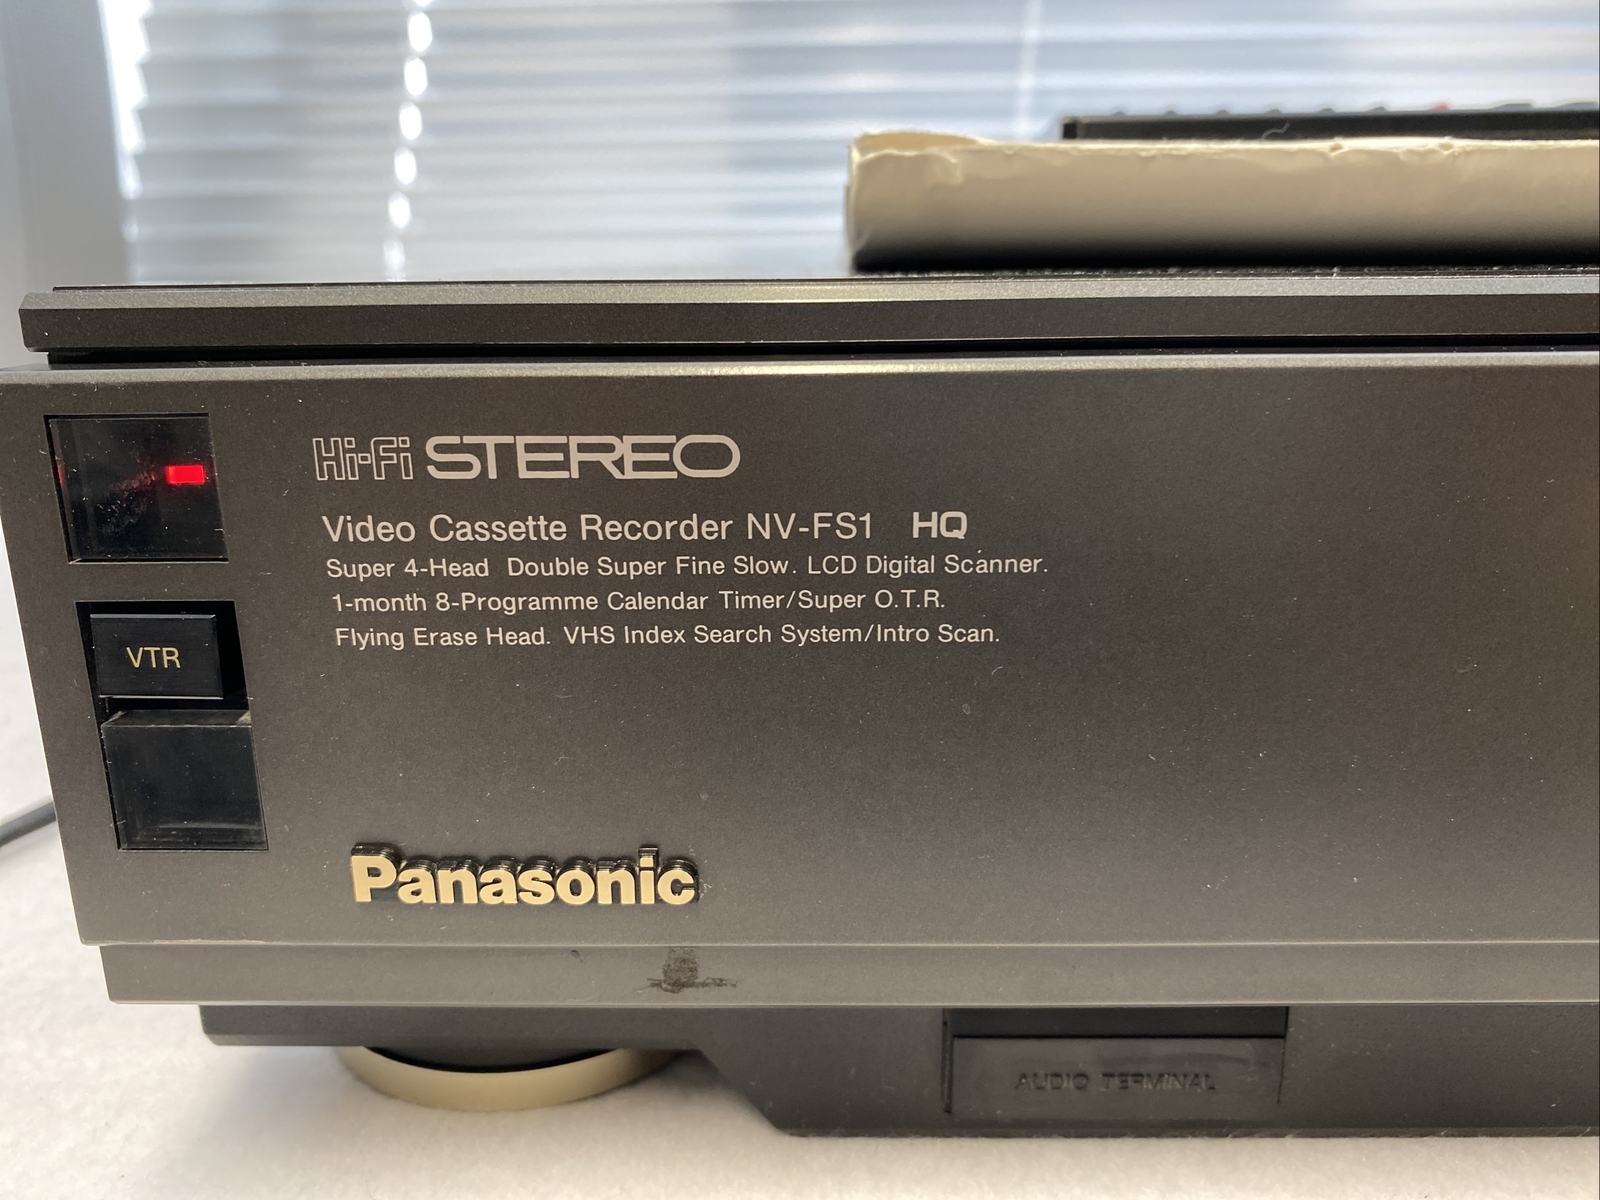 Hi-Fi STEREO
Video Cassette Recorder NV-FS1 HQ
Super 4-Head Double Super Fine Slow. LCD Digital Scanner.
1-month 8-Programme Calendar Timer/Super O.T.R.
Flying Erase Head. VHS Index Search System/Intro Scan.
VTR
Panasonic
AUDIO TERMINAL